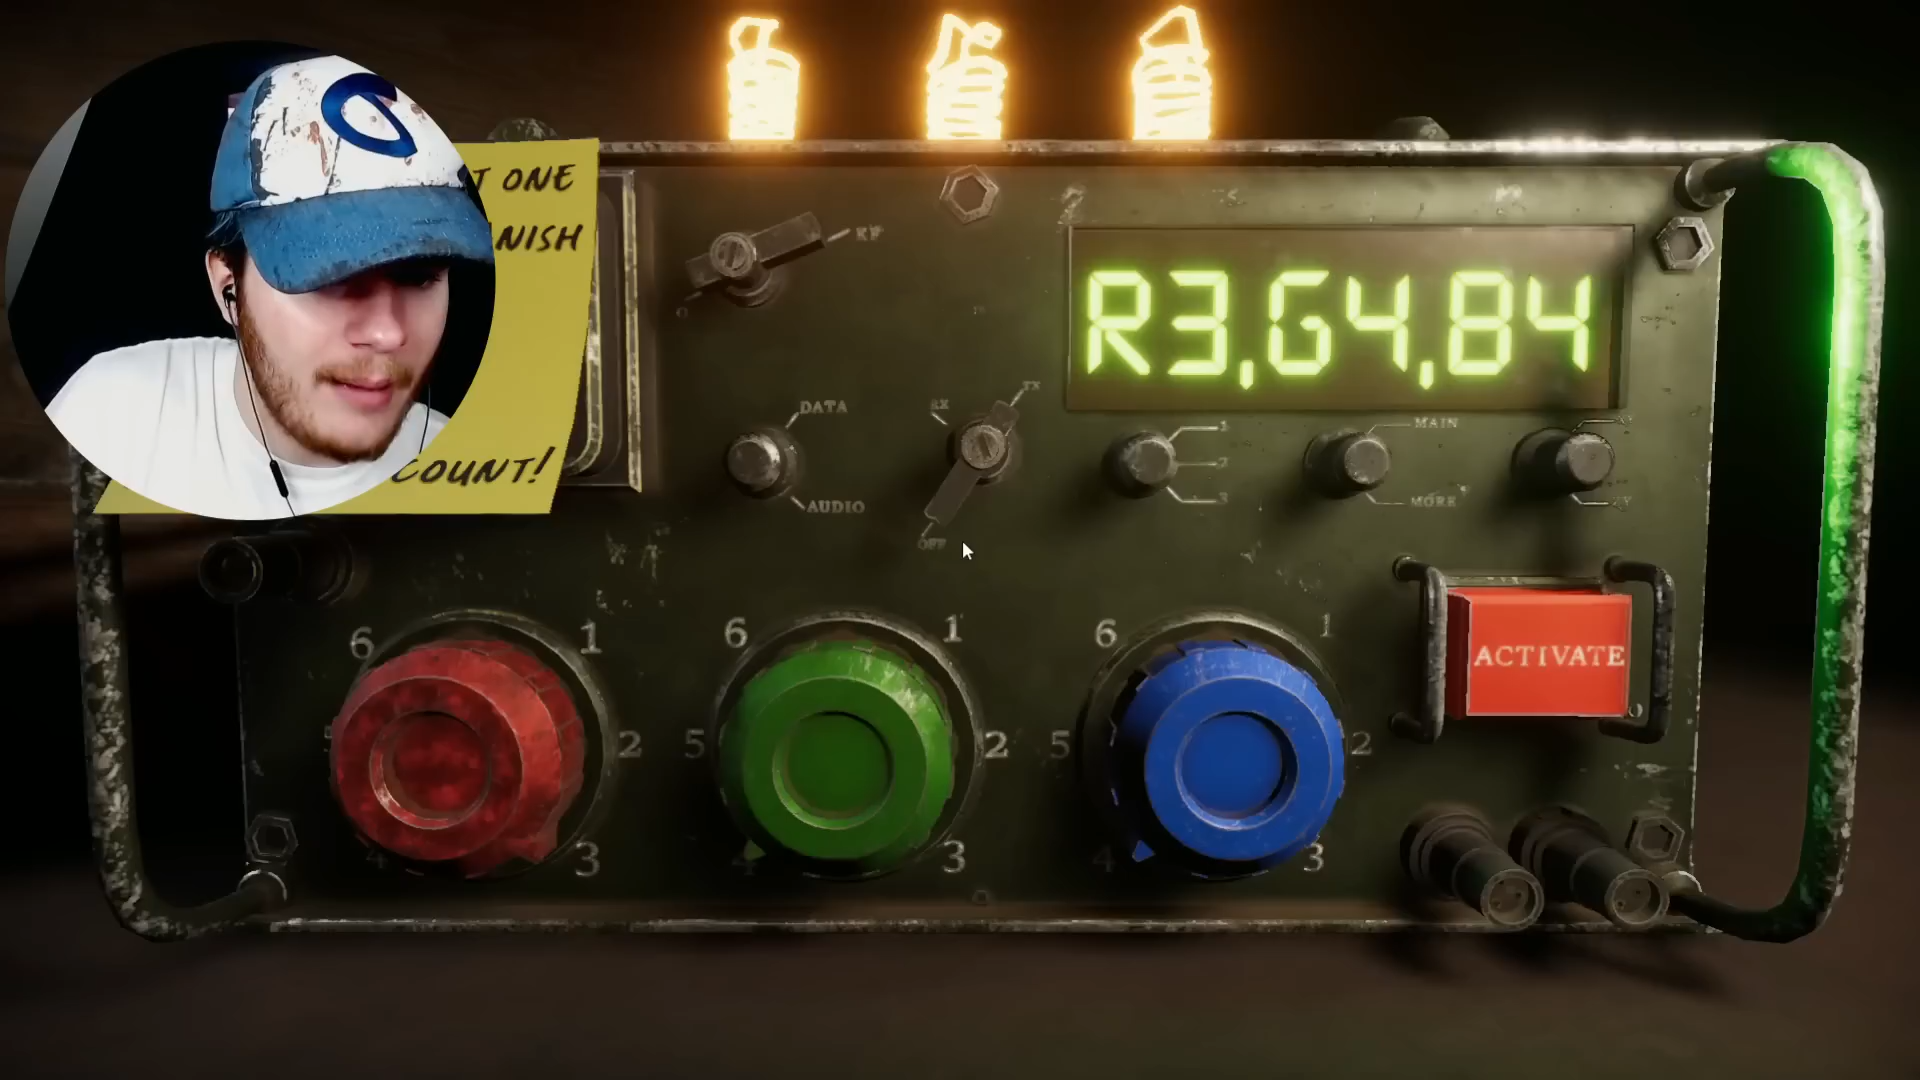 T ONE
NISH
COUNT!
RF
R3,G4,B4
TX
RX
DATA
AUDIO
OFF
1
2
3
MAIN
MORE
6 1
5 2
4 3
6 1
5 2
4 3
6 1
5 2
4 3
ACTIVATE